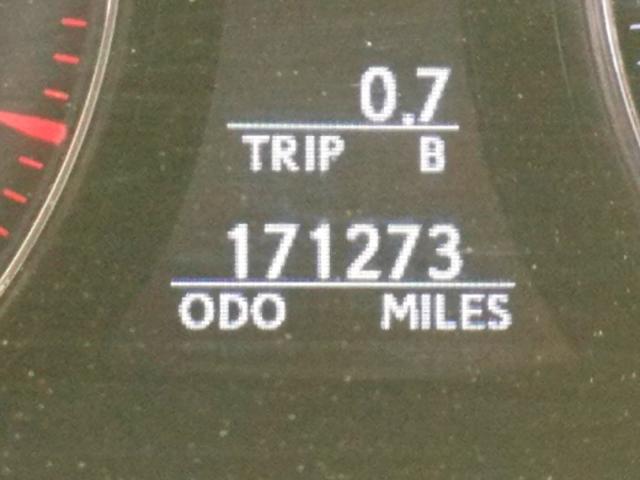 0.7
TRIP B
171273
ODO MILES